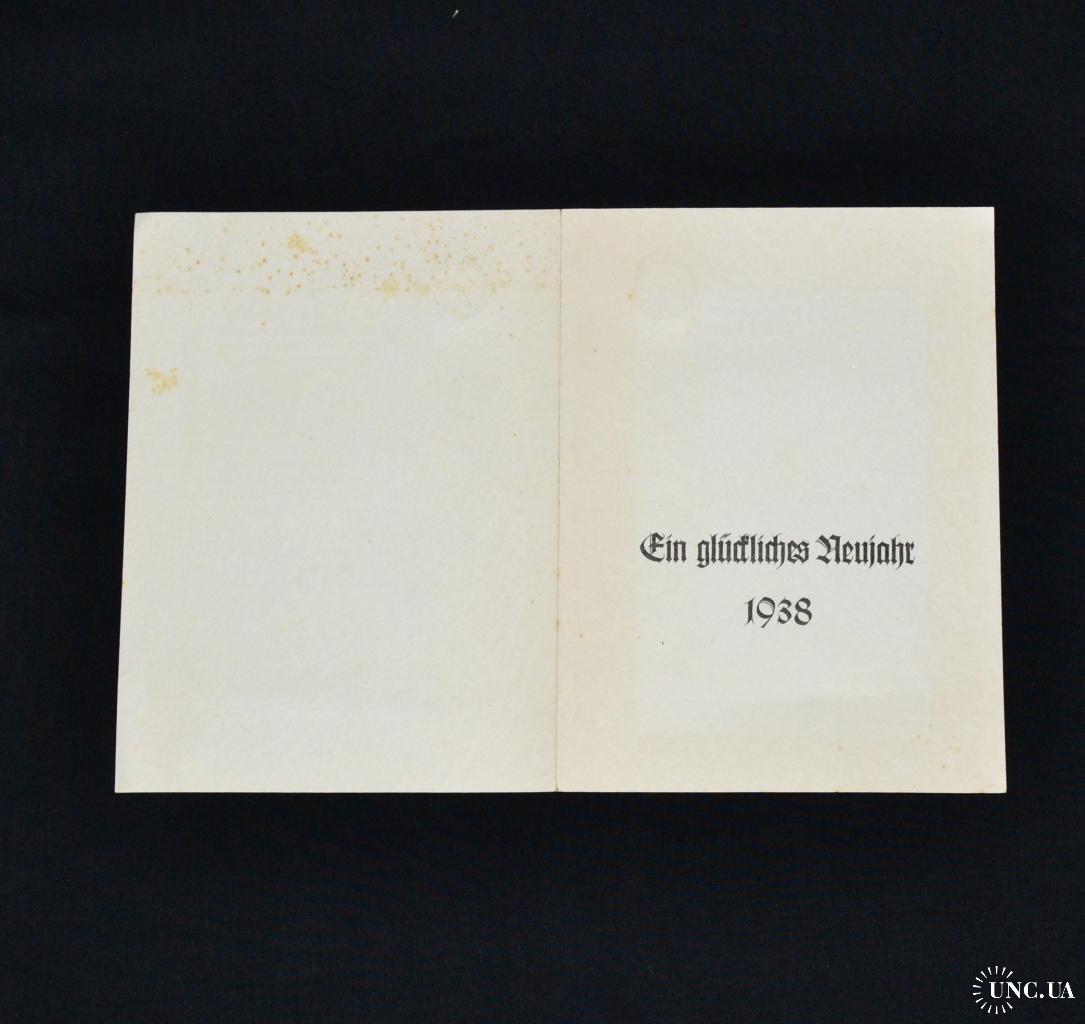 Ein glückliches Neujahr
1938
UNC.UA